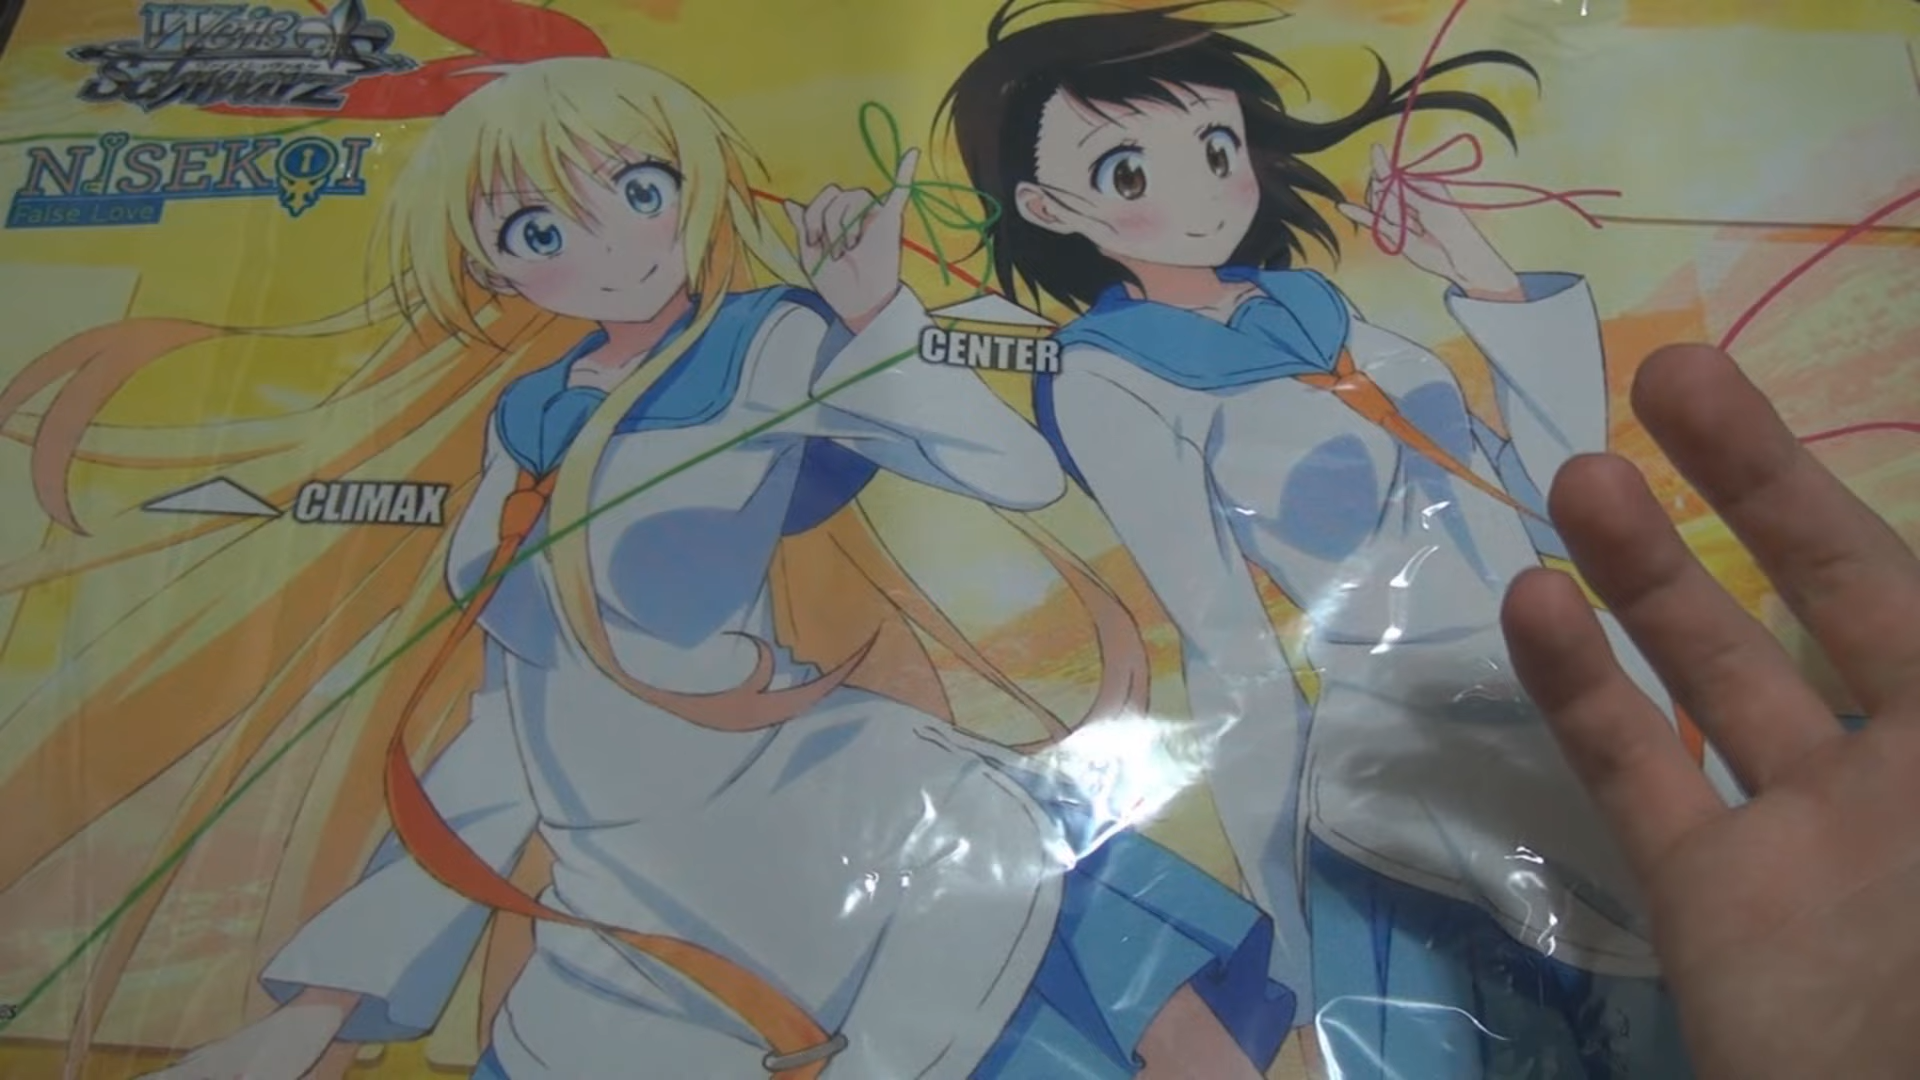 Weiß
Schwarz
NISEKOI
False Love
CENTER
CLIMAX